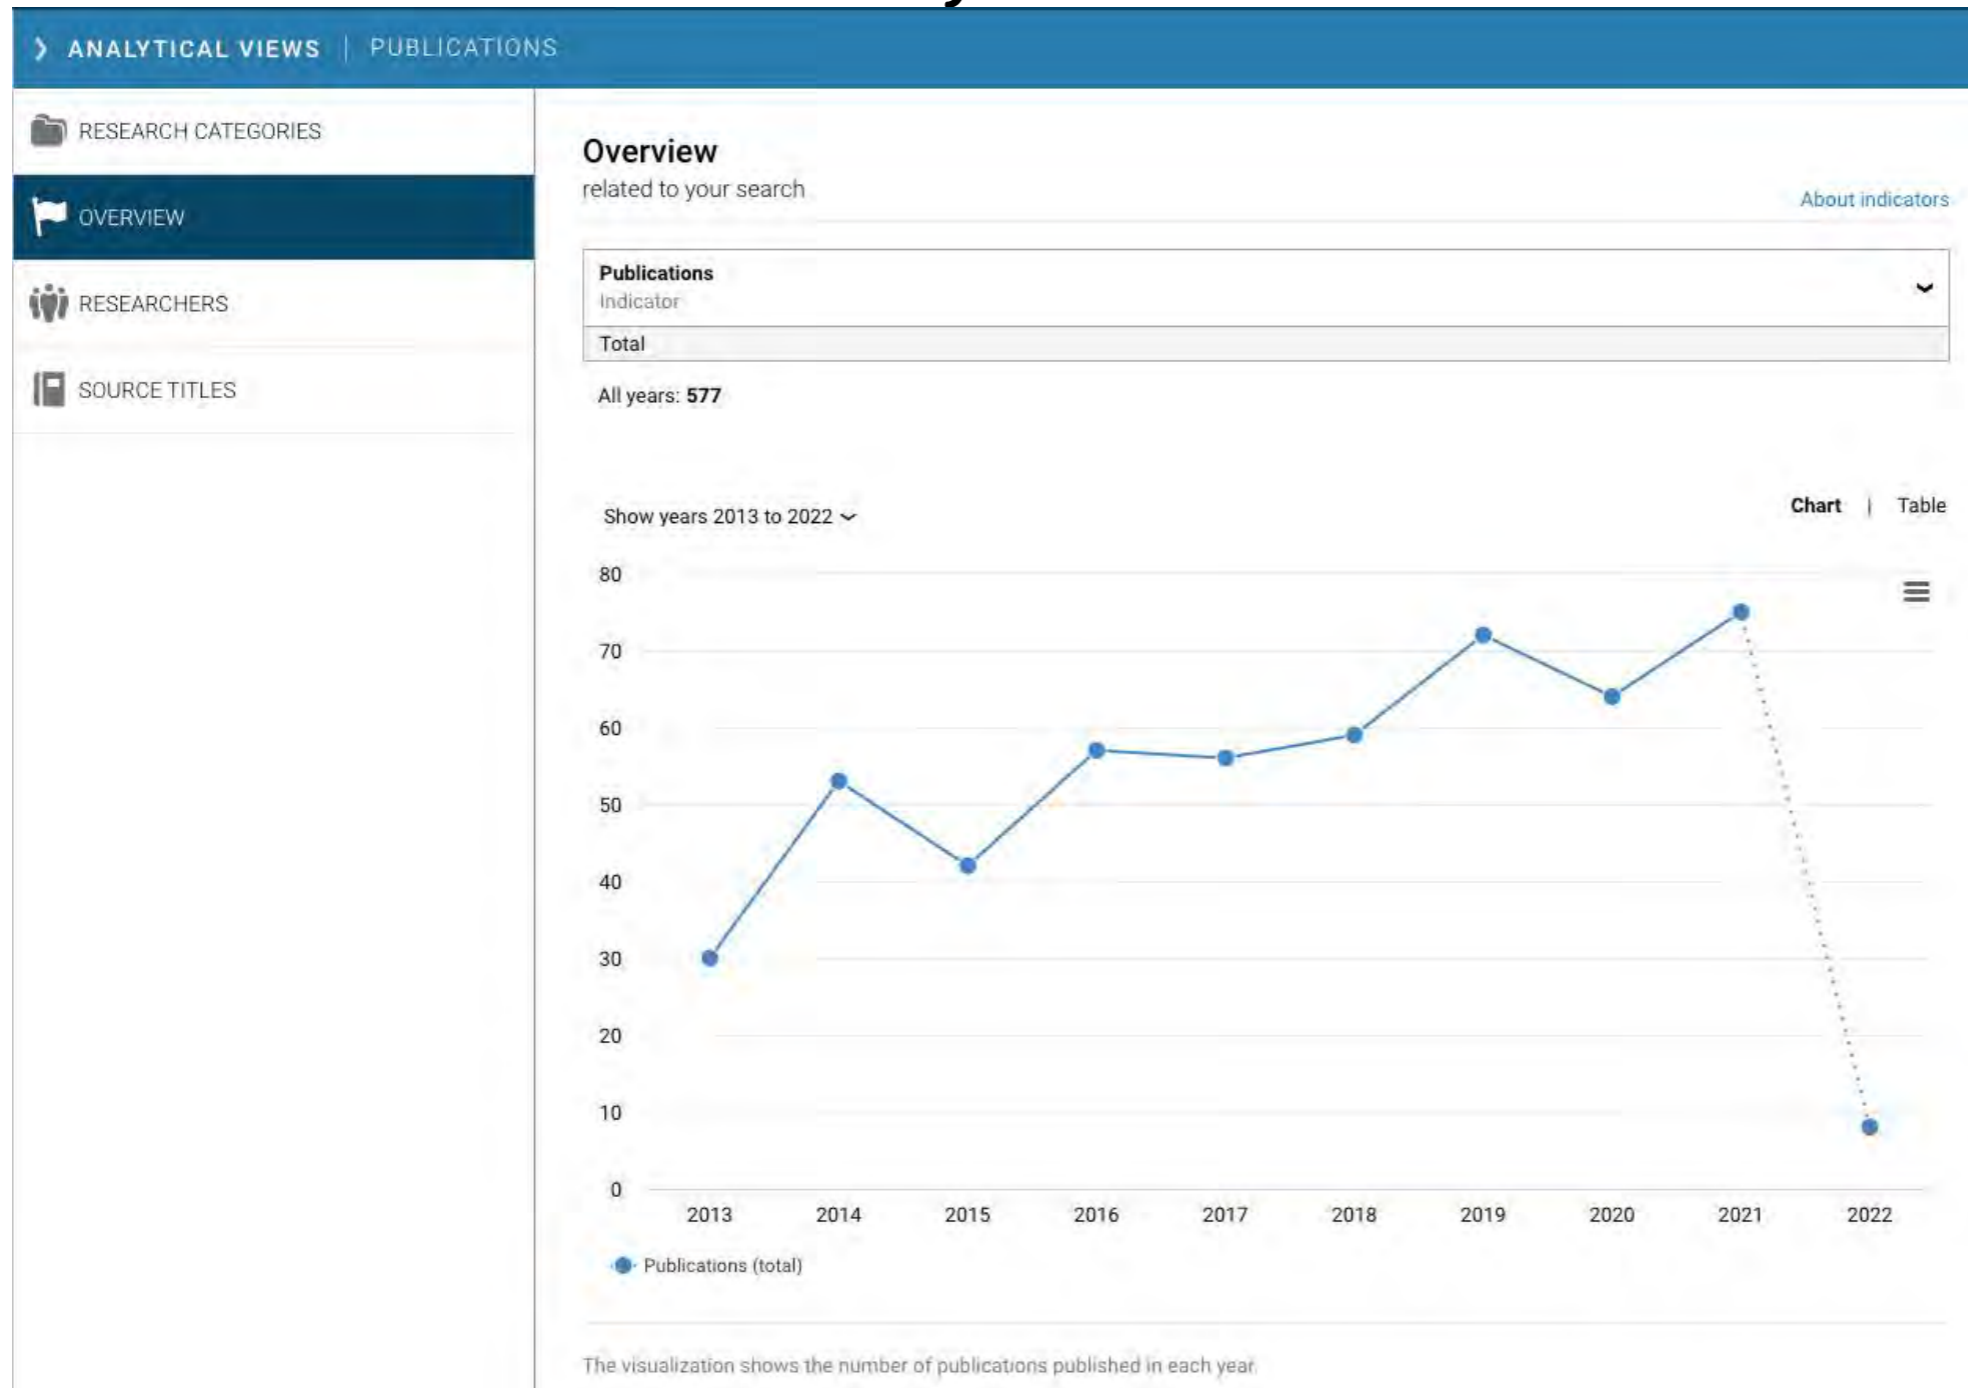 ANALYTICAL VIEWS | PUBLICATIONS
RESEARCH CATEGORIES
OVERVIEW
RESEARCHERS
SOURCE TITLES
Overview
related to your search
About indicators
Publications
Indicator
Total
All years: 577
Show years 2013 to 2022
Chart | Table
80
70
60
50
40
30
20
10
0
2013 2014 2015 2016 2017 2018 2019 2020 2021 2022
Publications (total)
The visualization shows the number of publications published in each year.